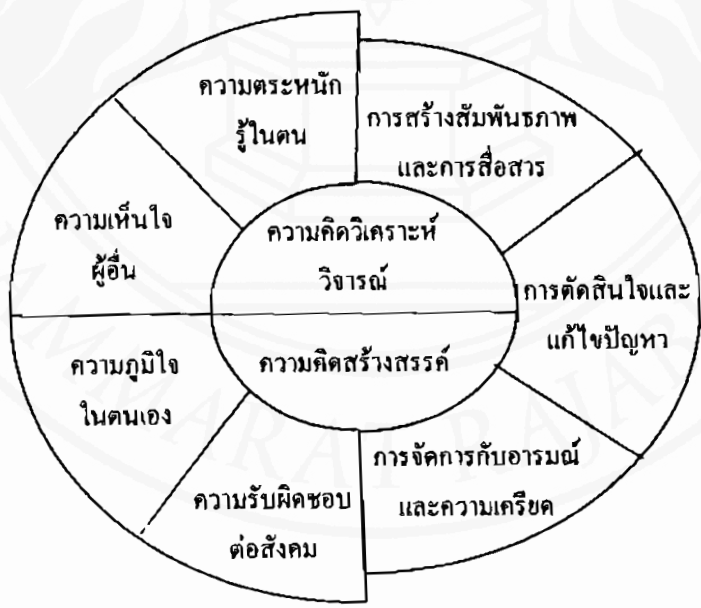 ความตระหนัก
รู้ในตน
การสร้างสัมพันธภาพ
และการสื่อสาร
ความเห็นใจ
ผู้อื่น
ความคิดวิเคราะห์
วิจารณ์
การตัดสินใจและ
แก้ไขปัญหา
ความภูมิใจ
ในตนเอง
ความคิดสร้างสรรค์
ความรับผิดชอบ
ต่อสังคม
การจัดการกับอารมณ์
และความเครียด